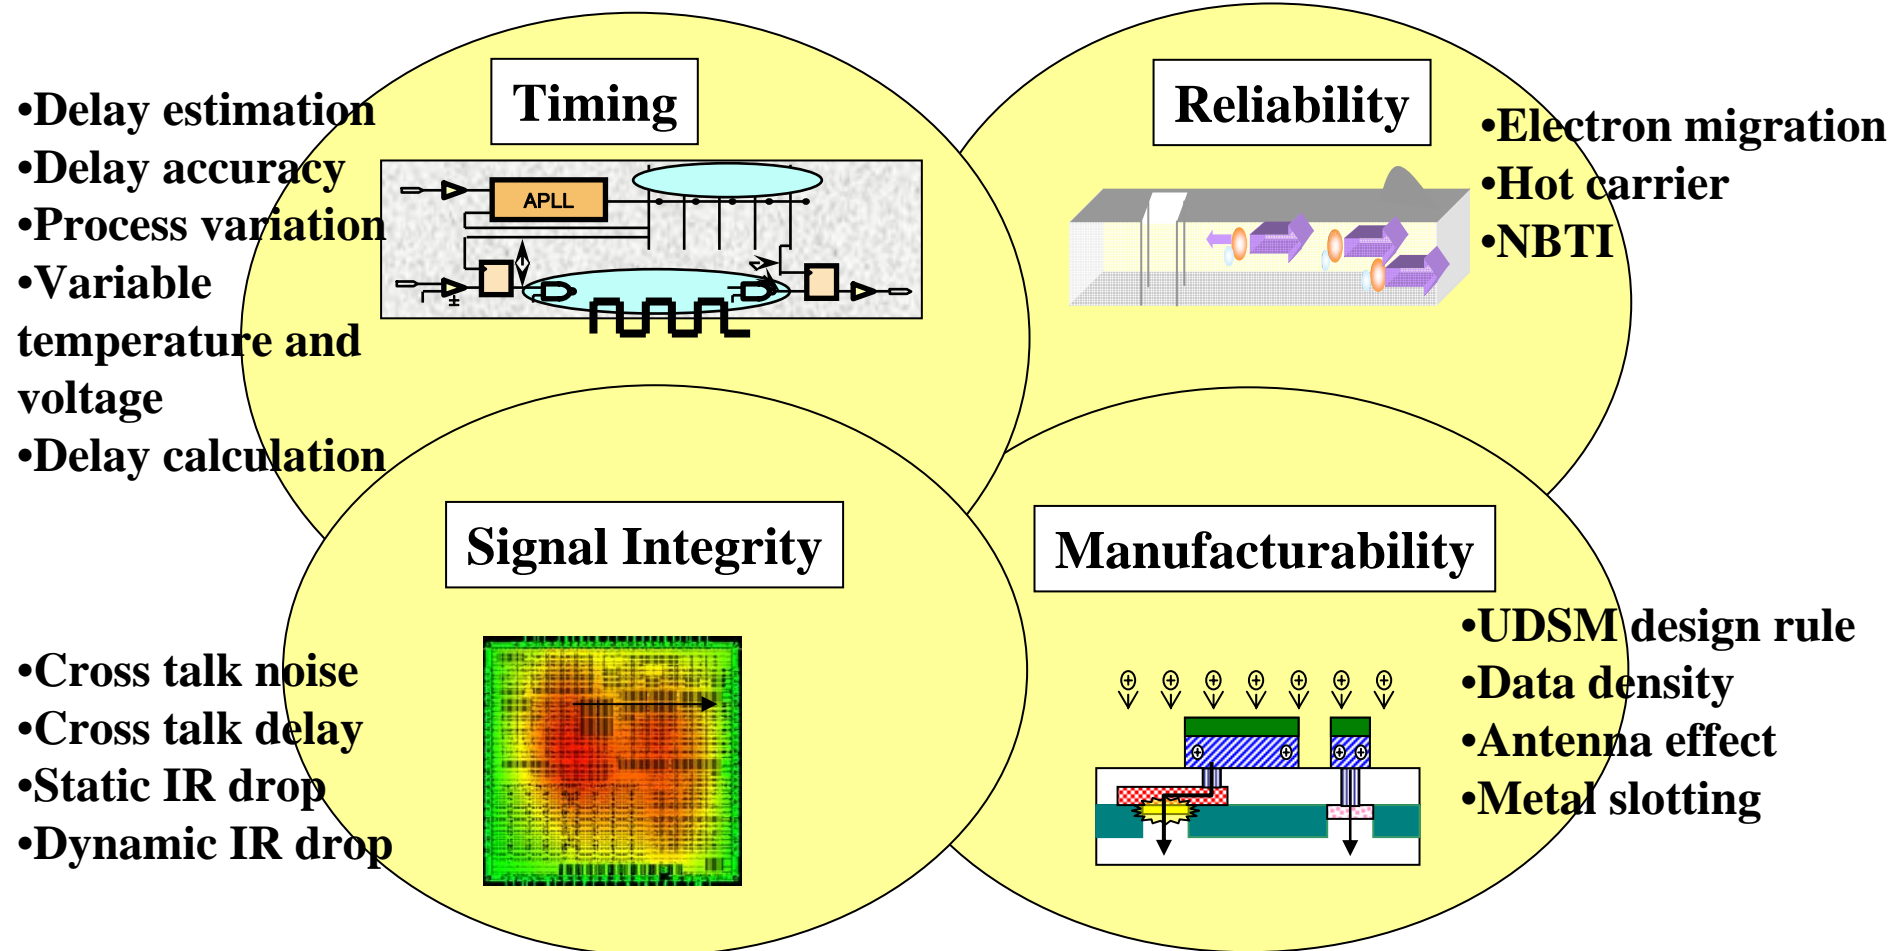 Timing
•Delay estimation
•Delay accuracy
•Process variation
•Variable
temperature and
voltage
•Delay calculation
APLL
±
Reliability
•Electron migration
•Hot carrier
•NBTI
Signal Integrity
•Cross talk noise
•Cross talk delay
•Static IR drop
•Dynamic IR drop
Manufacturability
•UDSM design rule
•Data density
•Antenna effect
•Metal slotting
+ + + + + + +
+ + + +